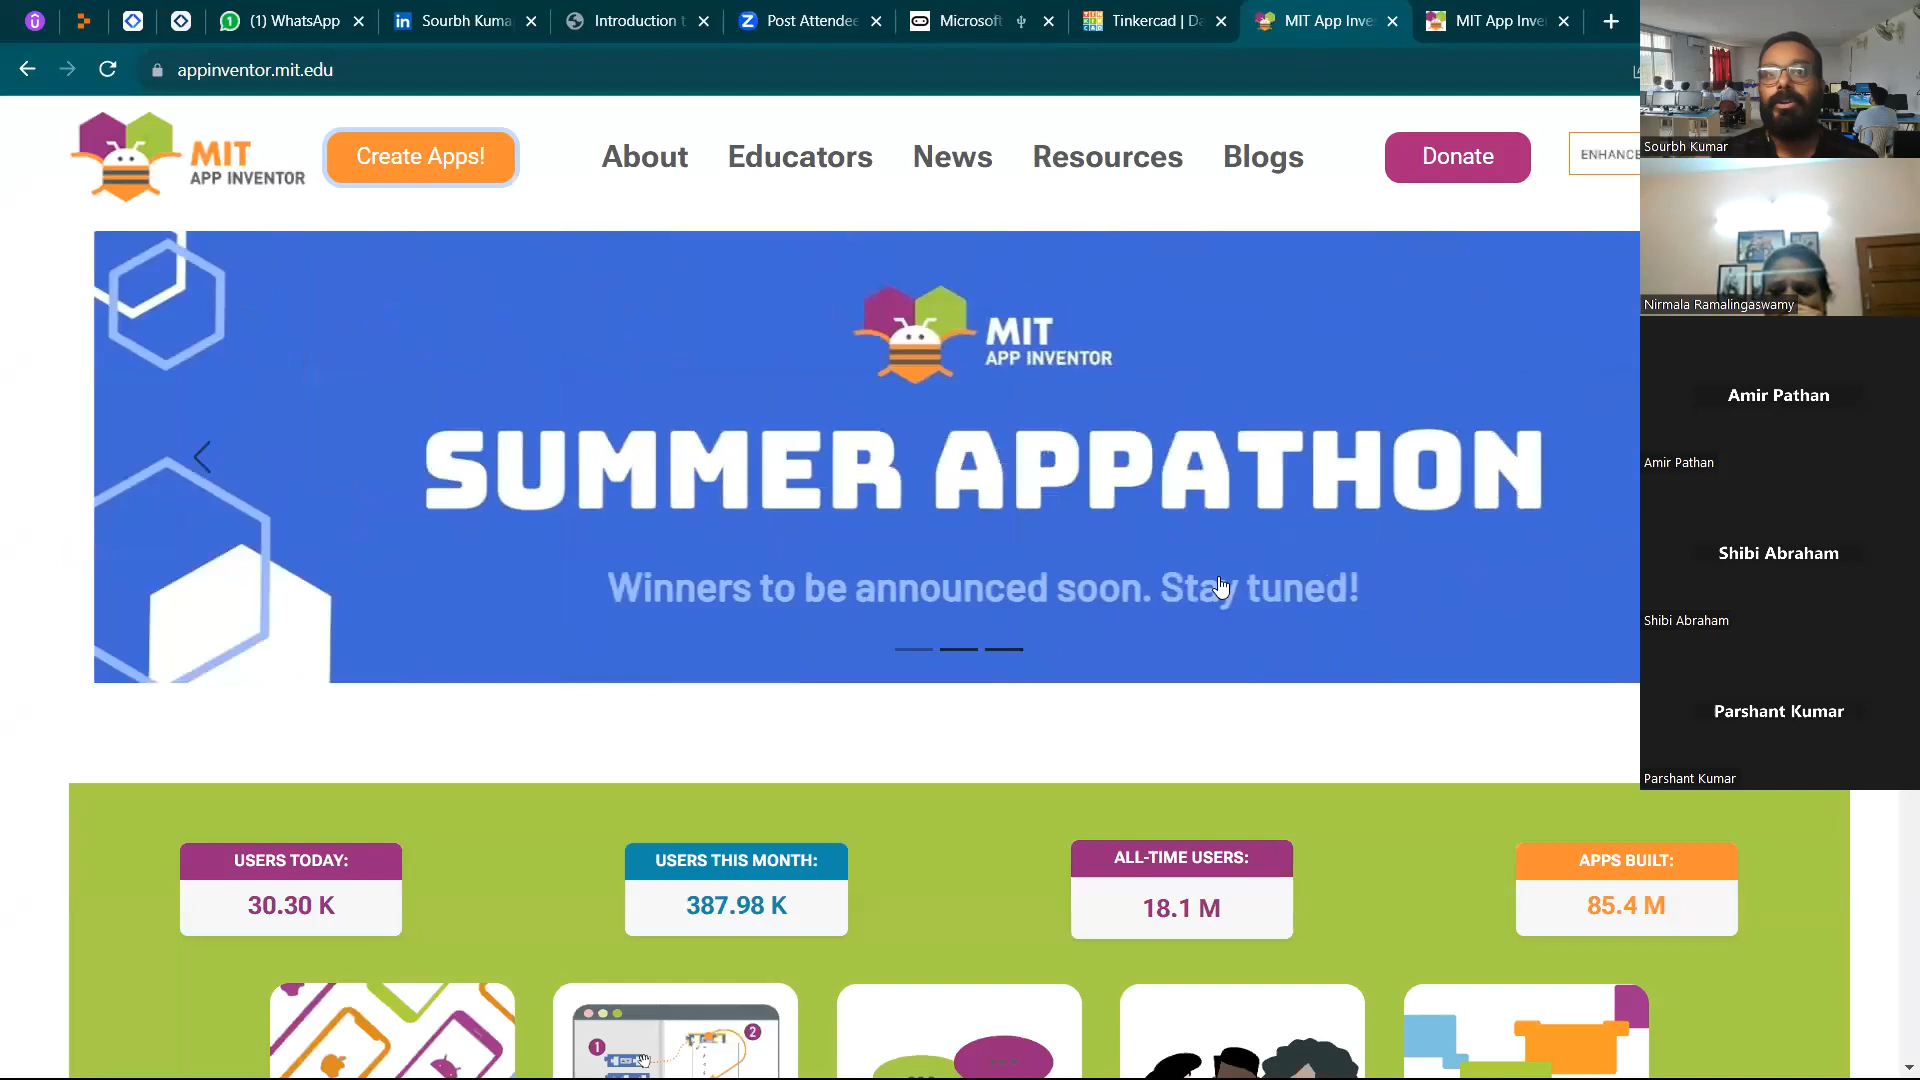 (1) WhatsApp
Sourbh Kuma
Introduction t
Post Attendee
Microsoft
Tinkercad | Da
MIT App Inve
MIT App Inve
appinventor.mit.edu
MIT
APP INVENTOR
Create Apps!
About
Educators
News
Resources
Blogs
Donate
ENHANCE
MIT
APP INVENTOR
SUMMER APPATHON
Winners to be announced soon. Stay tuned!
USERS TODAY:
30.30 K
USERS THIS MONTH:
387.98 K
ALL-TIME USERS:
18.1 M
APPS BUILT:
85.4 M
1
2
Sourbh Kumar
Nirmala Ramalingaswamy
Amir Pathan
Amir Pathan
Shibi Abraham
Shibi Abraham
Parshant Kumar
Parshant Kumar